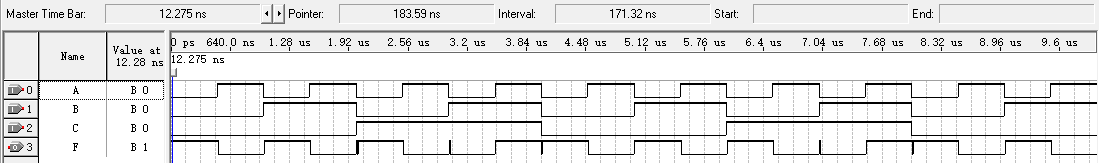 Master Time Bar: 12.275 ns Pointer: 183.59 ns Interval: 171.32 ns Start: End:
Name Value at 12.28 ns 0 ps 640.0 ns 1.28 us 1.92 us 2.56 us 3.2 us 3.84 us 4.48 us 5.12 us 5.76 us 6.4 us 7.04 us 7.68 us 8.32 us 8.96 us 9.6 us
12.275 ns
0 A B 0
1 B B 0
2 C B 0
3 F B 1